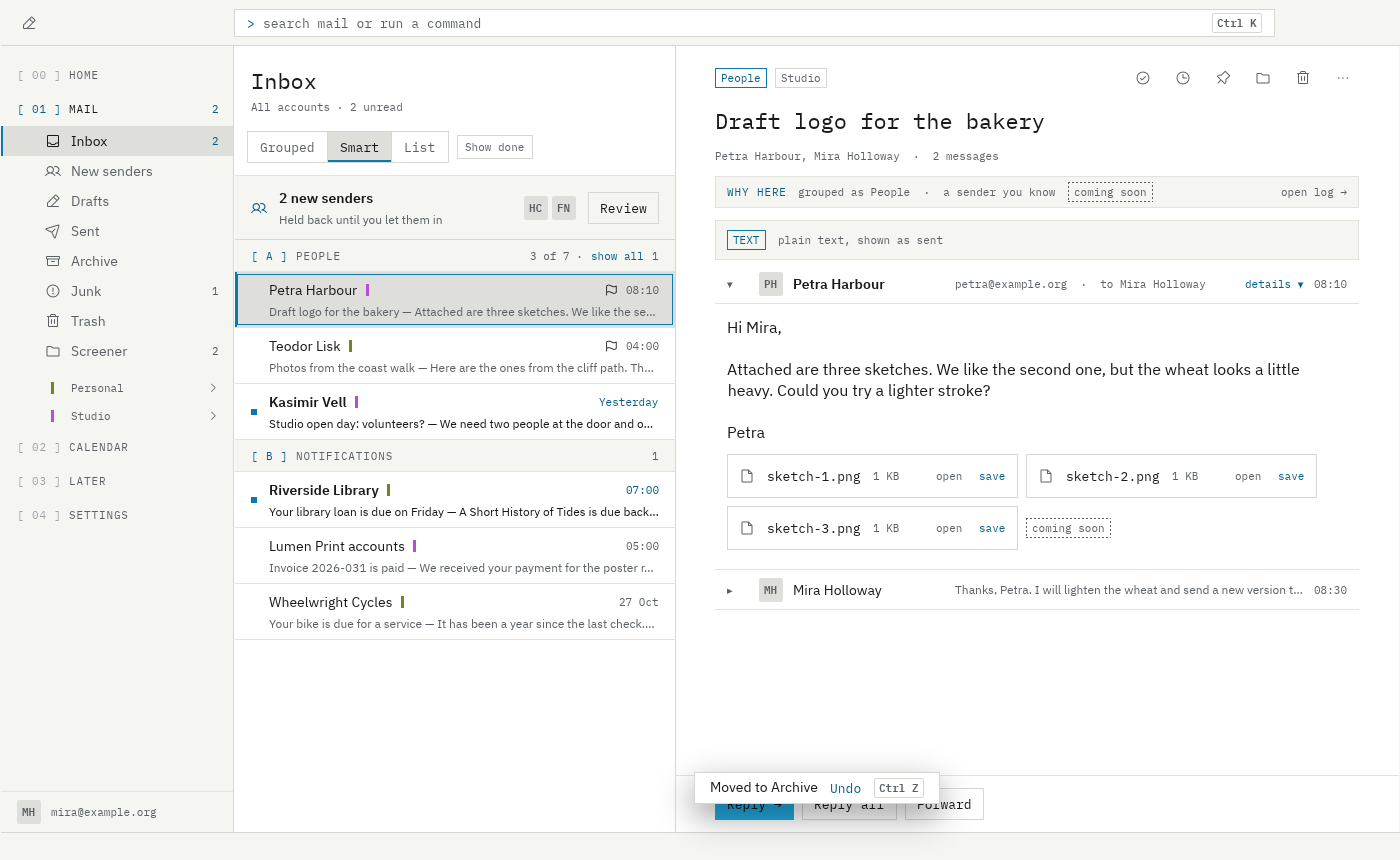 > search mail or run a command Ctrl K
[ 00 ] HOME
[ 01 ] MAIL 2
Inbox 2
New senders
Drafts
Sent
Archive
Junk 1
Trash
Screener 2
Personal
Studio
[ 02 ] CALENDAR
[ 03 ] LATER
[ 04 ] SETTINGS
MH mira@example.org
Inbox
All accounts · 2 unread
Grouped Smart List Show done
2 new senders
Held back until you let them in
HC FN Review
[ A ] PEOPLE 3 of 7 · show all 1
Petra Harbour 08:10
Draft logo for the bakery — Attached are three sketches. We like the se…
Teodor Lisk 04:00
Photos from the coast walk — Here are the ones from the cliff path. Th…
Kasimir Vell Yesterday
Studio open day: volunteers? — We need two people at the door and o…
[ B ] NOTIFICATIONS 1
Riverside Library 07:00
Your library loan is due on Friday — A Short History of Tides is due back…
Lumen Print accounts 05:00
Invoice 2026-031 is paid — We received your payment for the poster r…
Wheelwright Cycles 27 Oct
Your bike is due for a service — It has been a year since the last check.…
People Studio
Draft logo for the bakery
Petra Harbour, Mira Holloway · 2 messages
WHY HERE grouped as People · a sender you know coming soon open log →
TEXT plain text, shown as sent
▾ PH Petra Harbour petra@example.org · to Mira Holloway details ▾ 08:10
Hi Mira,
Attached are three sketches. We like the second one, but the wheat looks a little
heavy. Could you try a lighter stroke?
Petra
sketch-1.png 1 KB open save
sketch-2.png 1 KB open save
sketch-3.png 1 KB open save
coming soon
▸ MH Mira Holloway Thanks, Petra. I will lighten the wheat and send a new version t… 08:30
Moved to Archive Undo Ctrl Z
Reply → Reply all Forward